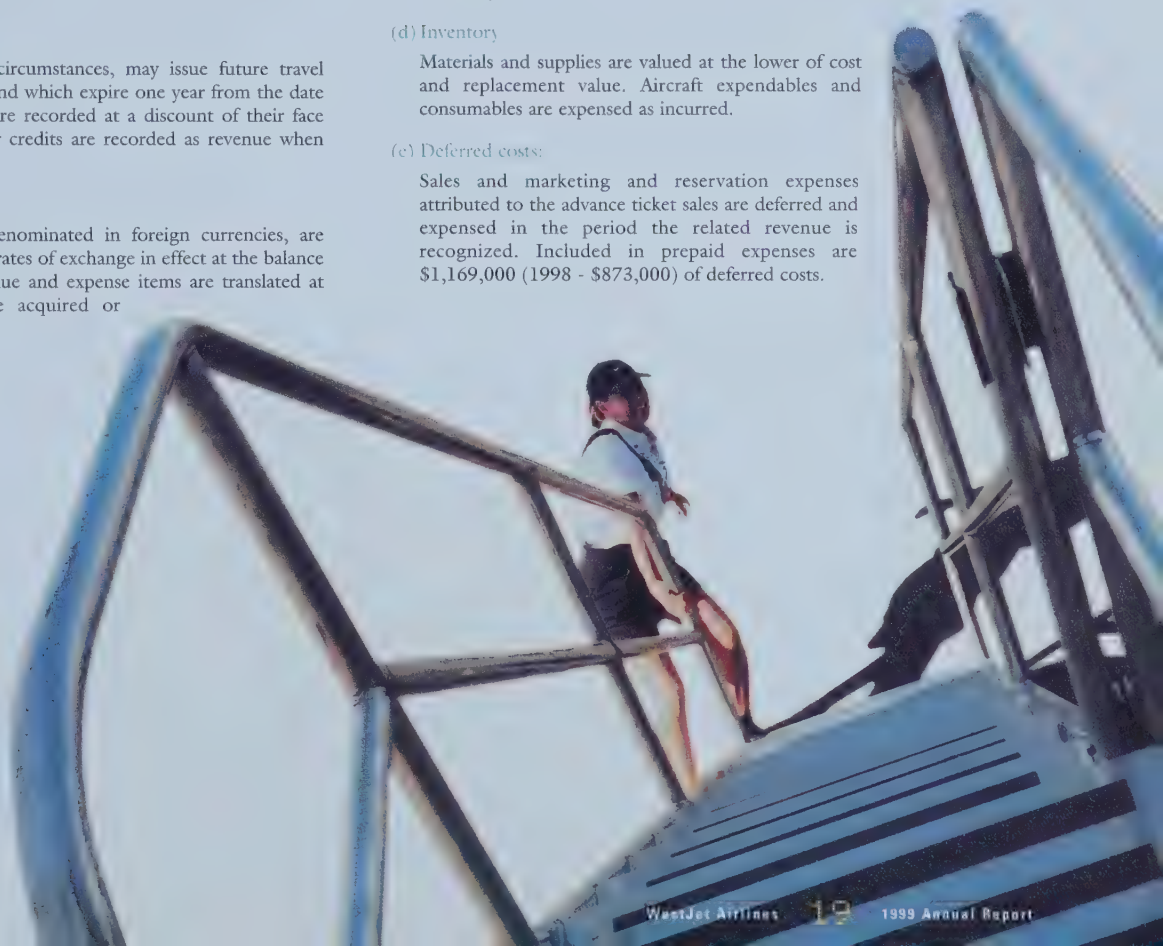 circumstances, may issue future travel
nd which expire one year from the date
re recorded at a discount of their face
credits are recorded as revenue when
enominated in foreign currencies, are
rates of exchange in effect at the balance
ue and expense items are translated at
e acquired or
(d) Inventory
Materials and supplies are valued at the lower of cost
and replacement value. Aircraft expendables and
consumables are expensed as incurred.
(e) Deferred costs:
Sales and marketing and reservation expenses
attributed to the advance ticket sales are deferred and
expensed in the period the related revenue is
recognized. Included in prepaid expenses are
$1,169,000 (1998 - $873,000) of deferred costs.
WestJet Airlines 19 1999 Annual Report